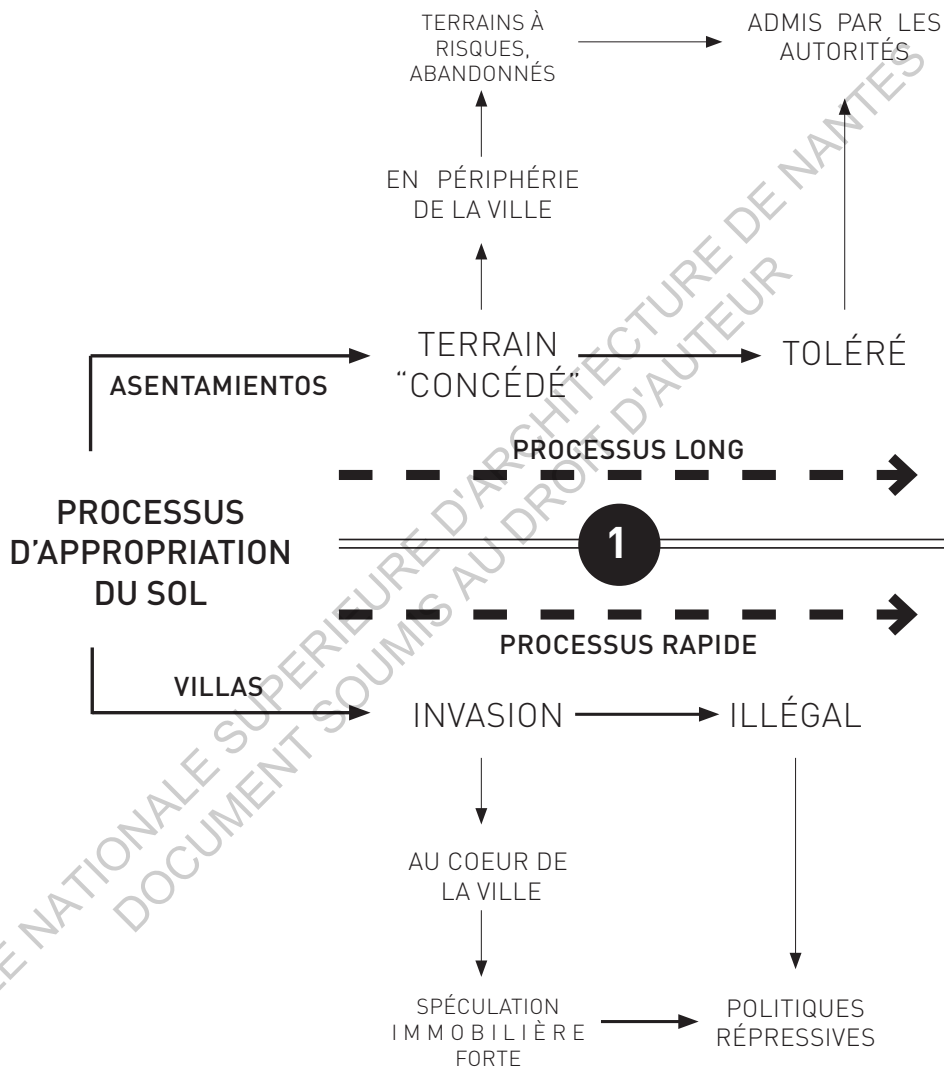 TERRAINS À
RISQUES,
ABANDONNÉS
ADMIS PAR LES
AUTORITÉS
EN PÉRIPHÉRIE
DE LA VILLE
TERRAIN
“CONCÉDÉ”
TOLÉRÉ
ASENTAMIENTOS
PROCESSUS LONG
PROCESSUS
D'APPROPRIATION
DU SOL
1
PROCESSUS RAPIDE
VILLAS
INVASION
ILLÉGAL
AU COEUR DE
LA VILLE
SPÉCULATION
IMMOBILIÈRE
FORTE
POLITIQUES
RÉPRESSIVES
NATIONALE SUPERIEURE D'ARCHITECTURE DE NANTES
DOCUMENT SOUMIS AU DROIT D'AUTEUR